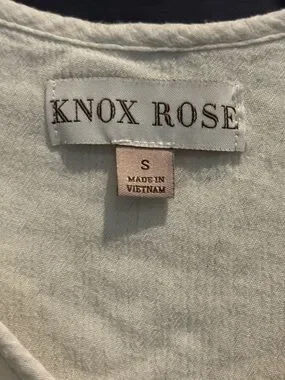 KNOX ROSE
S
MADE IN
VIETNAM